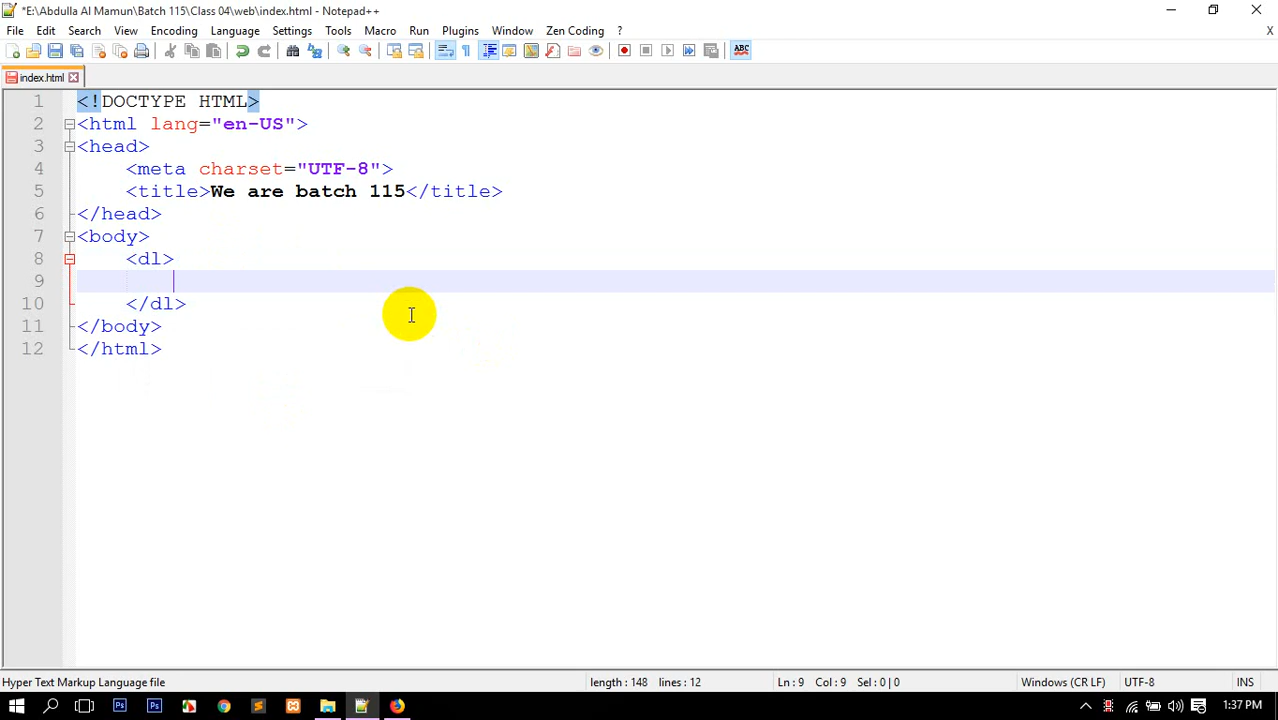 *E:\Abdulla Al Mamun\Batch 115\Class 04\web\index.html - Notepad++
File Edit Search View Encoding Language Settings Tools Macro Run Plugins Window Zen Coding ? X
ABC
index.html
1 <!DOCTYPE HTML>
2 <html lang="en-US">
3 <head>
4 <meta charset="UTF-8">
5 <title>We are batch 115</title>
6 </head>
7 <body>
8 <dl>
9
10 </dl>
11 </body>
12 </html>
Hyper Text Markup Language file length : 148 lines : 12 Ln : 9 Col : 9 Sel : 0 | 0 Windows (CR LF) UTF-8 INS
Ps Ps 1:37 PM